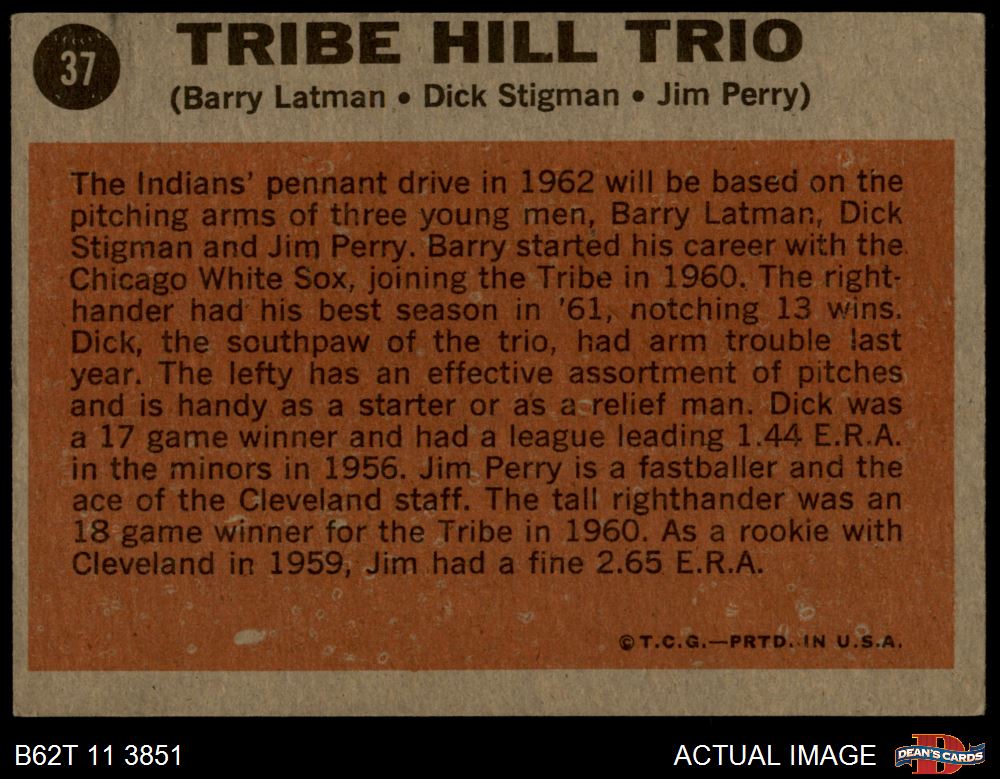 37
TRIBE HILL TRIO
(Barry Latman • Dick Stigman • Jim Perry)
The Indians' pennant drive in 1962 will be based on the
pitching arms of three young men, Barry Latman, Dick
Stigman and Jim Perry. Barry started his career with the
Chicago White Sox, joining the Tribe in 1960. The right-
hander had his best season in '61, notching 13 wins.
Dick, the southpaw of the trio, had arm trouble last
year. The lefty has an effective assortment of pitches
and is handy as a starter or as a relief man. Dick was
a 17 game winner and had a league leading 1.44 E.R.A.
in the minors in 1956. Jim Perry is a fastballer and the
ace of the Cleveland staff. The tall righthander was an
18 game winner for the Tribe in 1960. As a rookie with
Cleveland in 1959, Jim had a fine 2.65 E.R.A.
©T.C.G.—PRTD. IN U.S.A.
B62T 11 3851
ACTUAL IMAGE
DEAN'S CARDS